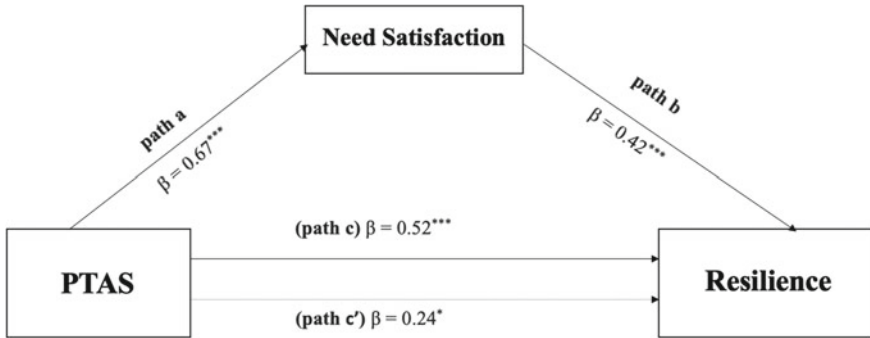 Need Satisfaction
path a
β = 0.67***
path b
β = 0.42***
(path c) β = 0.52***
PTAS
Resilience
(path c′) β = 0.24*